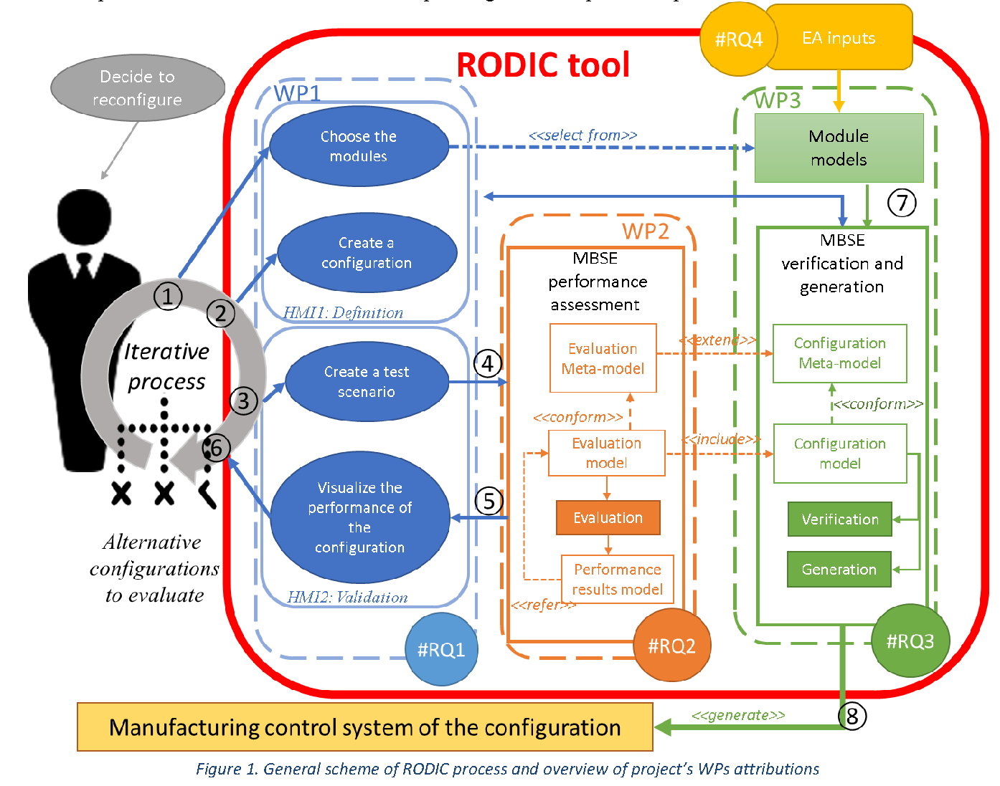 #RQ4
EA inputs
RODIC tool
Decide to
reconfigure
WP1
WP3
Choose the
modules
<<select from>>
Module
models
7
Create a
configuration
WP2
MBSE
performance
assessment
MBSE
verification and
generation
1
2
HMI1: Definition
Iterative
process
3
Create a test
scenario
4
Evaluation
Meta-model
<<extend>>
Configuration
Meta-model
<<conform>>
<<conform>>
6
Evaluation
model
<<include>>
Configuration
model
Visualize the
performance of
the
configuration
5
Evaluation
Verification
Performance
results model
Generation
<<refer>>
Alternative
configurations
to evaluate
HMI2: Validation
#RQ1
#RQ2
#RQ3
Manufacturing control system of the configuration
<<generate>>
8
Figure 1. General scheme of RODIC process and overview of project’s WPs attributions